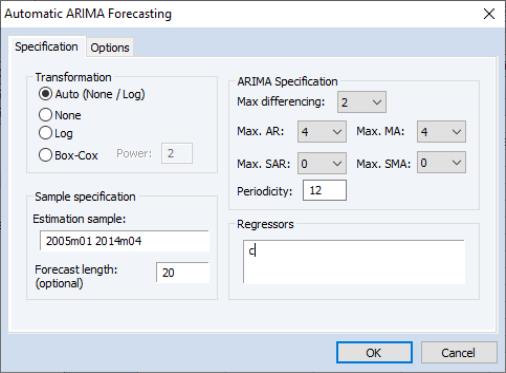 Automatic ARIMA Forecasting
Specification Options
Transformation
Auto (None / Log)
None
Log
Box-Cox Power: 2
Sample specification
Estimation sample:
2005m01 2014m04
Forecast length: 20
(optional)
ARIMA Specification
Max differencing: 2
Max. AR: 4 Max. MA: 4
Max. SAR: 0 Max. SMA: 0
Periodicity: 12
Regressors
c
OK Cancel